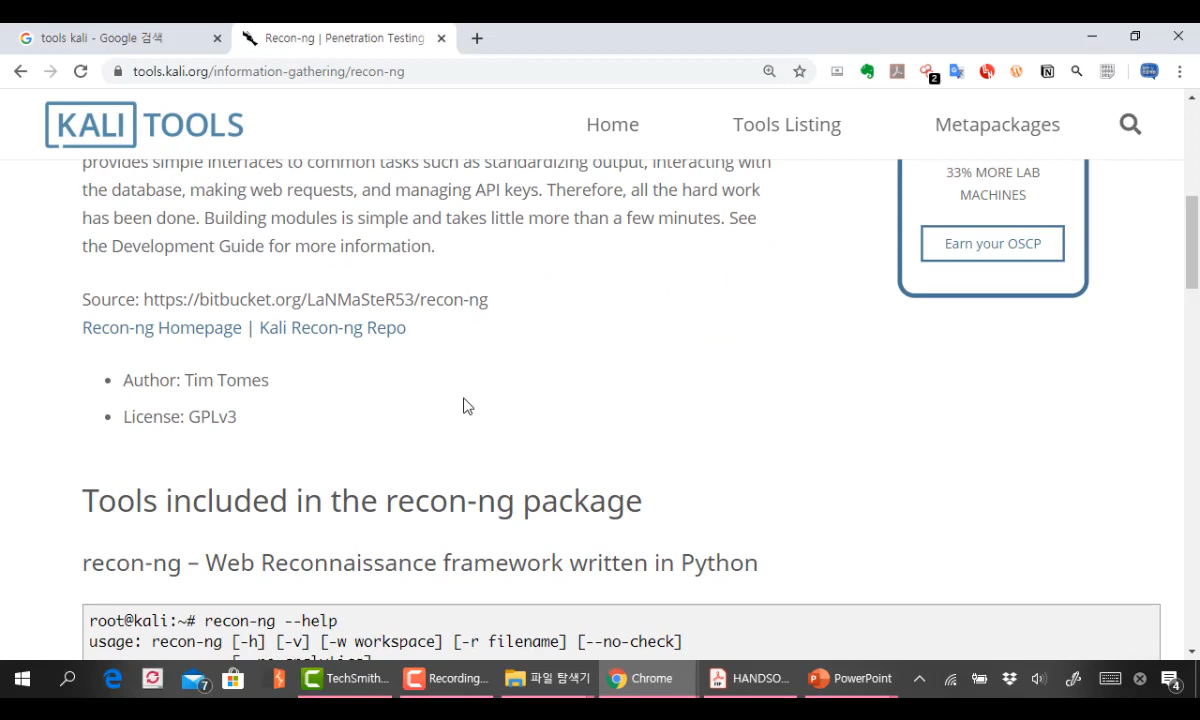 tools kali - Google 검색
Recon-ng | Penetration Testing
tools.kali.org/information-gathering/recon-ng
2
KALI TOOLS
Home
Tools Listing
Metapackages
provides simple interfaces to common tasks such as standardizing output, interacting with
the database, making web requests, and managing API keys. Therefore, all the hard work
has been done. Building modules is simple and takes little more than a few minutes. See
the Development Guide for more information.
33% MORE LAB
MACHINES
Earn your OSCP
Source: https://bitbucket.org/LaNMaSteR53/recon-ng
Recon-ng Homepage | Kali Recon-ng Repo
• Author: Tim Tomes
• License: GPLv3
Tools included in the recon-ng package
recon-ng – Web Reconnaissance framework written in Python
root@kali:~# recon-ng --help
usage: recon-ng [-h] [-v] [-w workspace] [-r filename] [--no-check]
7
TechSmith...
Recording...
파일 탐색기
Chrome
HANDSO...
PowerPoint
4